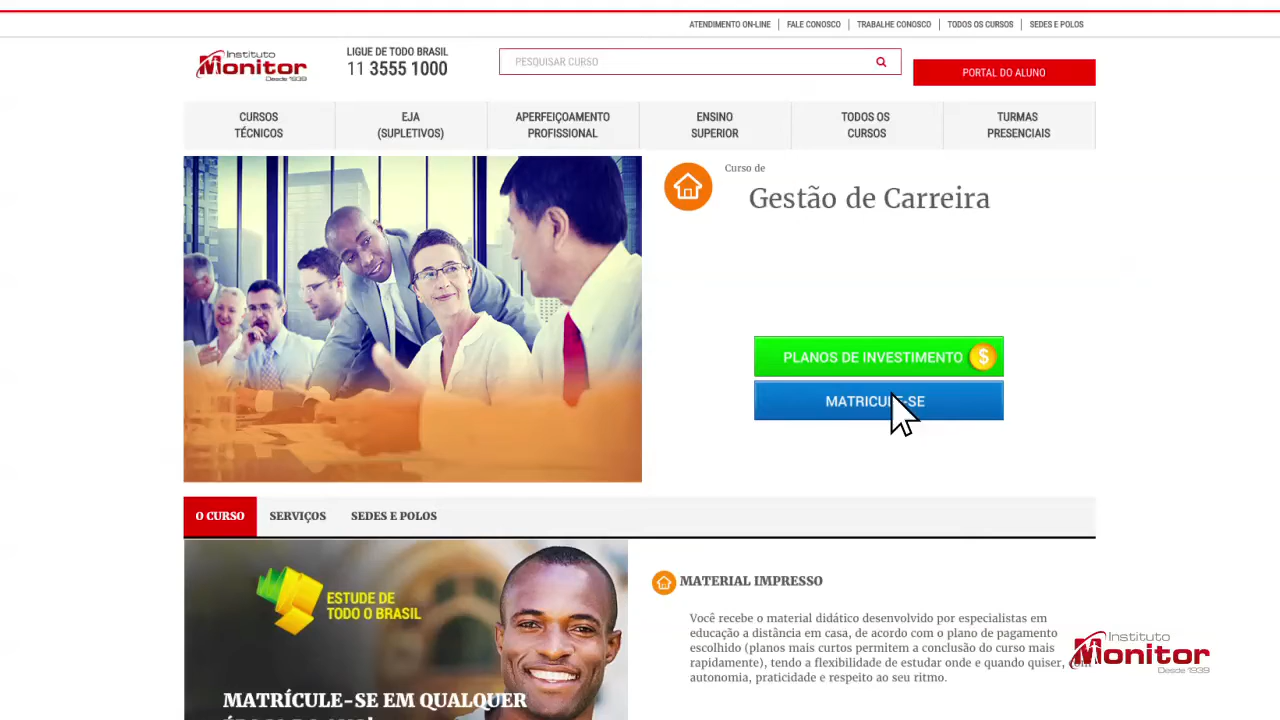 ATENDIMENTO ON-LINE
FALE CONOSCO
TRABALHE CONOSCO
TODOS OS CURSOS
SEDES E POLOS
Instituto
Monitor
Desde 1939
LIGUE DE TODO BRASIL
11 3555 1000
PESQUISAR CURSO
PORTAL DO ALUNO
CURSOS
TÉCNICOS
EJA
(SUPLETIVOS)
APERFEIÇOAMENTO
PROFISSIONAL
ENSINO
SUPERIOR
TODOS OS
CURSOS
TURMAS
PRESENCIAIS
Curso de
Gestão de Carreira
PLANOS DE INVESTIMENTO $
MATRICULE-SE
O CURSO
SERVIÇOS
SEDES E POLOS
ESTUDE DE
TODO O BRASIL
MATRÍCULE-SE EM QUALQUER
MATERIAL IMPRESSO
Você recebe o material didático desenvolvido por especialistas em
educação a distância em casa, de acordo com o plano de pagamento
escolhido (planos mais curtos permitem a conclusão do curso mais
rapidamente), tendo a flexibilidade de estudar onde e quando quiser,
autonomia, praticidade e respeito ao seu ritmo.
Instituto
Monitor
Desde 1939